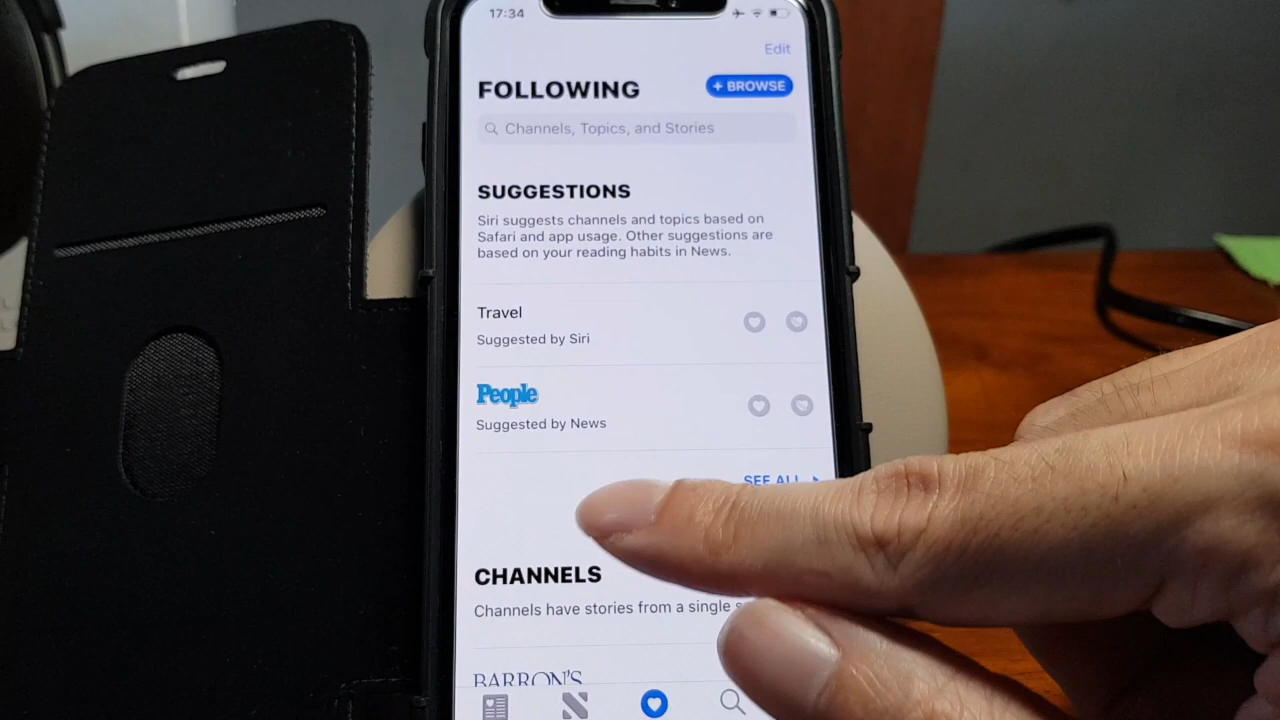 17:34
Edit
FOLLOWING
+ BROWSE
Channels, Topics, and Stories
SUGGESTIONS
Siri suggests channels and topics based on
Safari and app usage. Other suggestions are
based on your reading habits in News.
Travel
Suggested by Siri
People
Suggested by News
SEE ALL
CHANNELS
Channels have stories from a single
BARRON'S